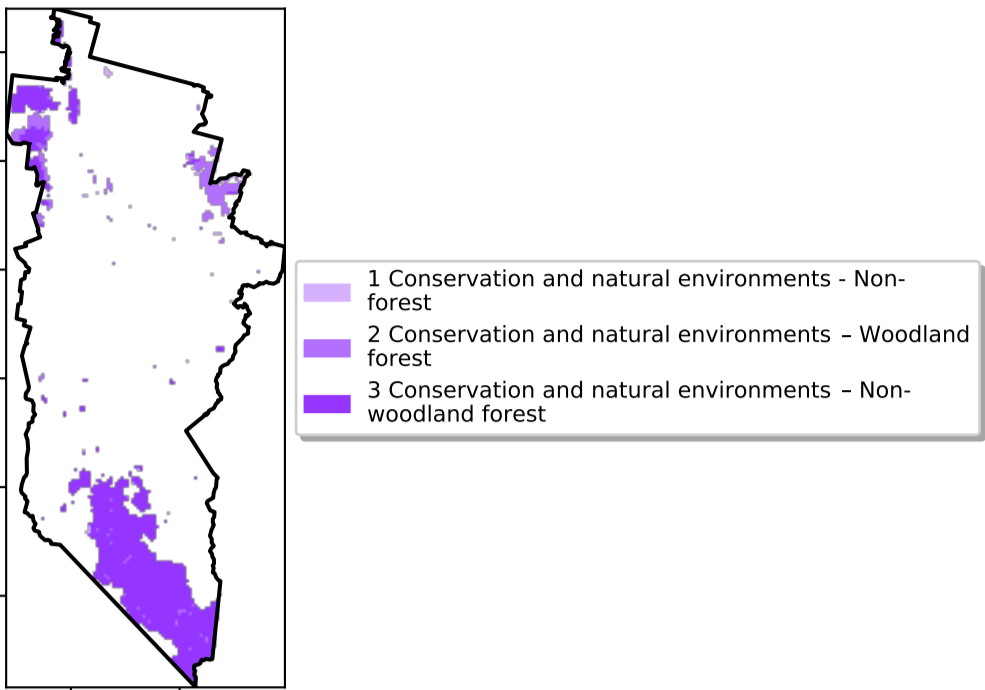 1 Conservation and natural environments - Non-
forest
2 Conservation and natural environments – Woodland
forest
3 Conservation and natural environments – Non-
woodland forest